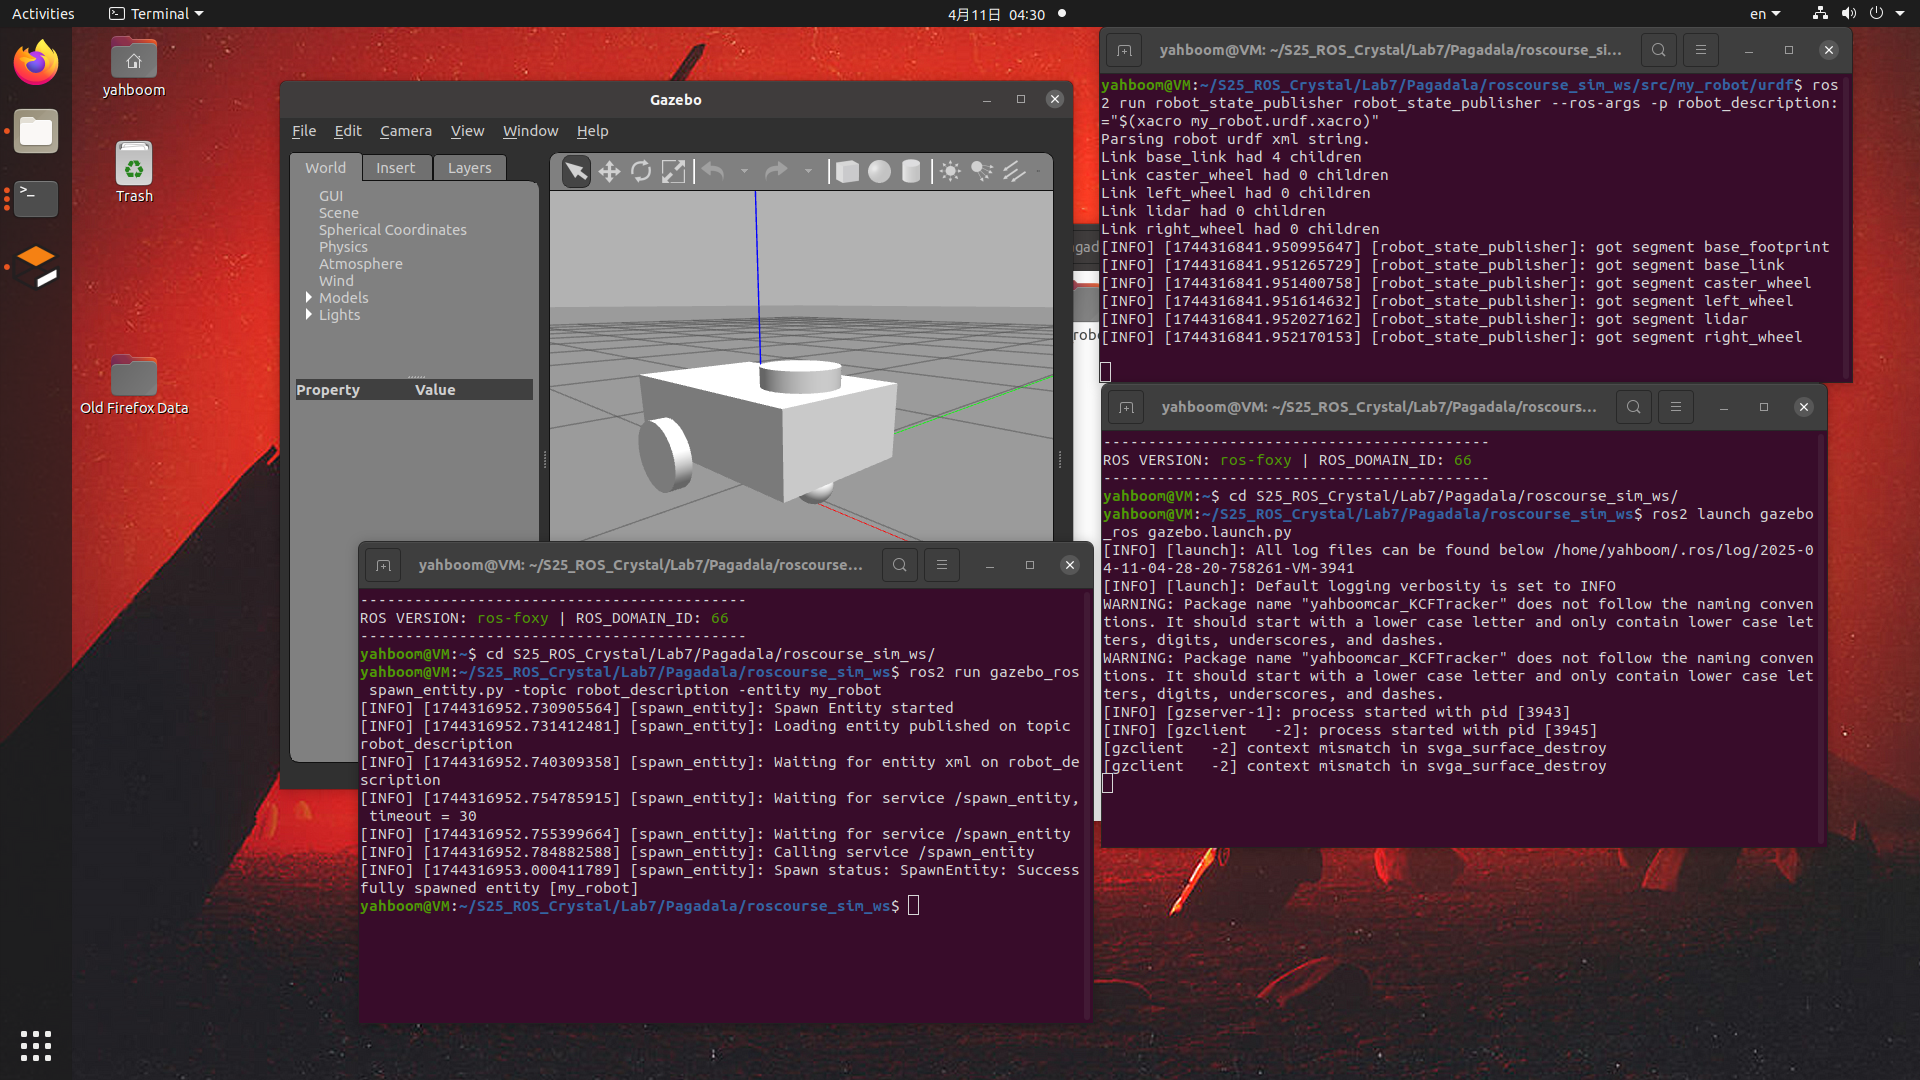 Activities
Terminal
4月11日 04:30
en
yahboom
Trash
Old Firefox Data
Gazebo
File Edit Camera View Window Help
World Insert Layers
GUI
Scene
Spherical Coordinates
Physics
Atmosphere
Wind
Models
Lights
Property Value
yahboom@VM: ~/S25_ROS_Crystal/Lab7/Pagadala/roscourse_si...
yahboom@VM:~/S25_ROS_Crystal/Lab7/Pagadala/roscourse_sim_ws/src/my_robot/urdf$ ros
2 run robot_state_publisher robot_state_publisher --ros-args -p robot_description:
="$(xacro my_robot.urdf.xacro)"
Parsing robot urdf xml string.
Link base_link had 4 children
Link caster_wheel had 0 children
Link left_wheel had 0 children
Link lidar had 0 children
Link right_wheel had 0 children
[INFO] [1744316841.950995647] [robot_state_publisher]: got segment base_footprint
[INFO] [1744316841.951265729] [robot_state_publisher]: got segment base_link
[INFO] [1744316841.951400758] [robot_state_publisher]: got segment caster_wheel
[INFO] [1744316841.951614632] [robot_state_publisher]: got segment left_wheel
[INFO] [1744316841.952027162] [robot_state_publisher]: got segment lidar
[INFO] [1744316841.952170153] [robot_state_publisher]: got segment right_wheel
yahboom@VM: ~/S25_ROS_Crystal/Lab7/Pagadala/roscours...
-------------------------------------------
ROS VERSION: ros-foxy | ROS_DOMAIN_ID: 66
-------------------------------------------
yahboom@VM:~$ cd S25_ROS_Crystal/Lab7/Pagadala/roscourse_sim_ws/
yahboom@VM:~/S25_ROS_Crystal/Lab7/Pagadala/roscourse_sim_ws$ ros2 launch gazebo
_ros gazebo.launch.py
[INFO] [launch]: All log files can be found below /home/yahboom/.ros/log/2025-0
4-11-04-28-20-758261-VM-3941
[INFO] [launch]: Default logging verbosity is set to INFO
WARNING: Package name "yahboomcar_KCFTracker" does not follow the naming conven
tions. It should start with a lower case letter and only contain lower case let
ters, digits, underscores, and dashes.
WARNING: Package name "yahboomcar_KCFTracker" does not follow the naming conven
tions. It should start with a lower case letter and only contain lower case let
ters, digits, underscores, and dashes.
[INFO] [gzserver-1]: process started with pid [3943]
[INFO] [gzclient   -2]: process started with pid [3945]
[gzclient   -2] context mismatch in svga_surface_destroy
[gzclient   -2] context mismatch in svga_surface_destroy
yahboom@VM: ~/S25_ROS_Crystal/Lab7/Pagadala/roscourse...
-------------------------------------------
ROS VERSION: ros-foxy | ROS_DOMAIN_ID: 66
-------------------------------------------
yahboom@VM:~$ cd S25_ROS_Crystal/Lab7/Pagadala/roscourse_sim_ws/
yahboom@VM:~/S25_ROS_Crystal/Lab7/Pagadala/roscourse_sim_ws$ ros2 run gazebo_ros
 spawn_entity.py -topic robot_description -entity my_robot
[INFO] [1744316952.730905564] [spawn_entity]: Spawn Entity started
[INFO] [1744316952.731412481] [spawn_entity]: Loading entity published on topic
robot_description
[INFO] [1744316952.740309358] [spawn_entity]: Waiting for entity xml on robot_de
scription
[INFO] [1744316952.754785915] [spawn_entity]: Waiting for service /spawn_entity,
 timeout = 30
[INFO] [1744316952.755399664] [spawn_entity]: Waiting for service /spawn_entity
[INFO] [1744316952.784882588] [spawn_entity]: Calling service /spawn_entity
[INFO] [1744316953.000411789] [spawn_entity]: Spawn status: SpawnEntity: Success
fully spawned entity [my_robot]
yahboom@VM:~/S25_ROS_Crystal/Lab7/Pagadala/roscourse_sim_ws$